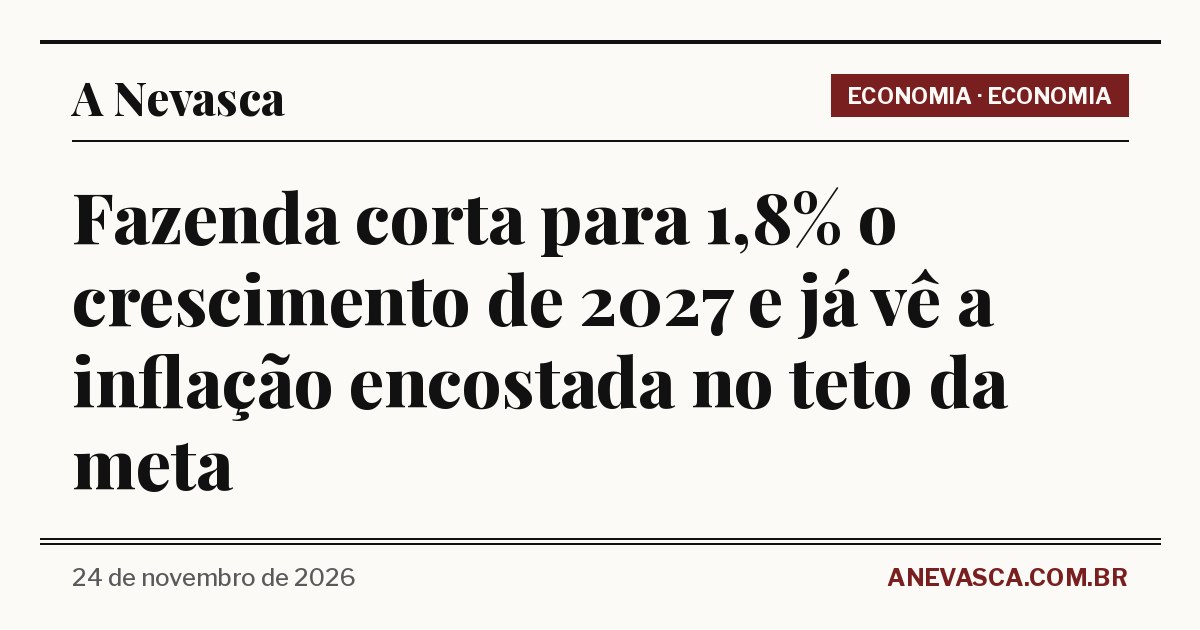 A Nevasca
ECONOMIA · ECONOMIA
Fazenda corta para 1,8% o
crescimento de 2027 e já vê a
inflação encostada no teto da
meta
24 de novembro de 2026
ANEVASCA.COM.BR